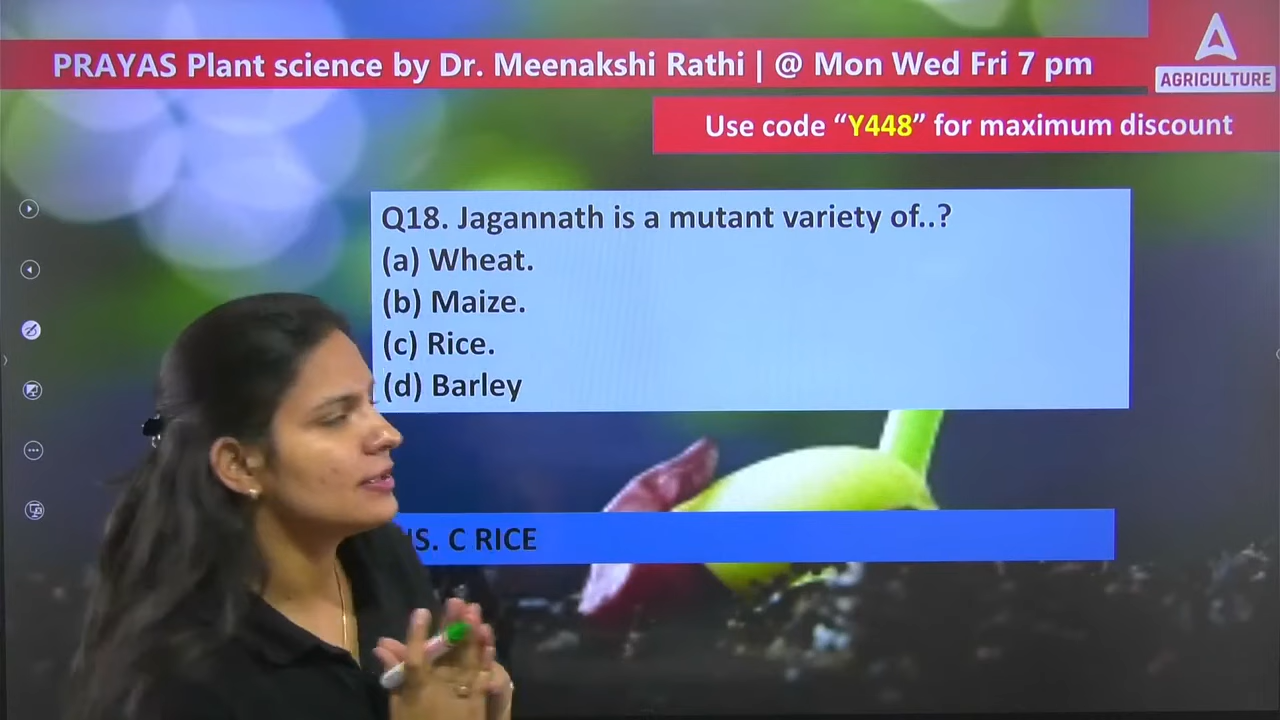 PRAYAS Plant science by Dr. Meenakshi Rathi | @ Mon Wed Fri 7 pm
AGRICULTURE
Use code “Y448” for maximum discount
Q18. Jagannath is a mutant variety of..?
(a) Wheat.
(b) Maize.
(c) Rice.
(d) Barley
S. C RICE